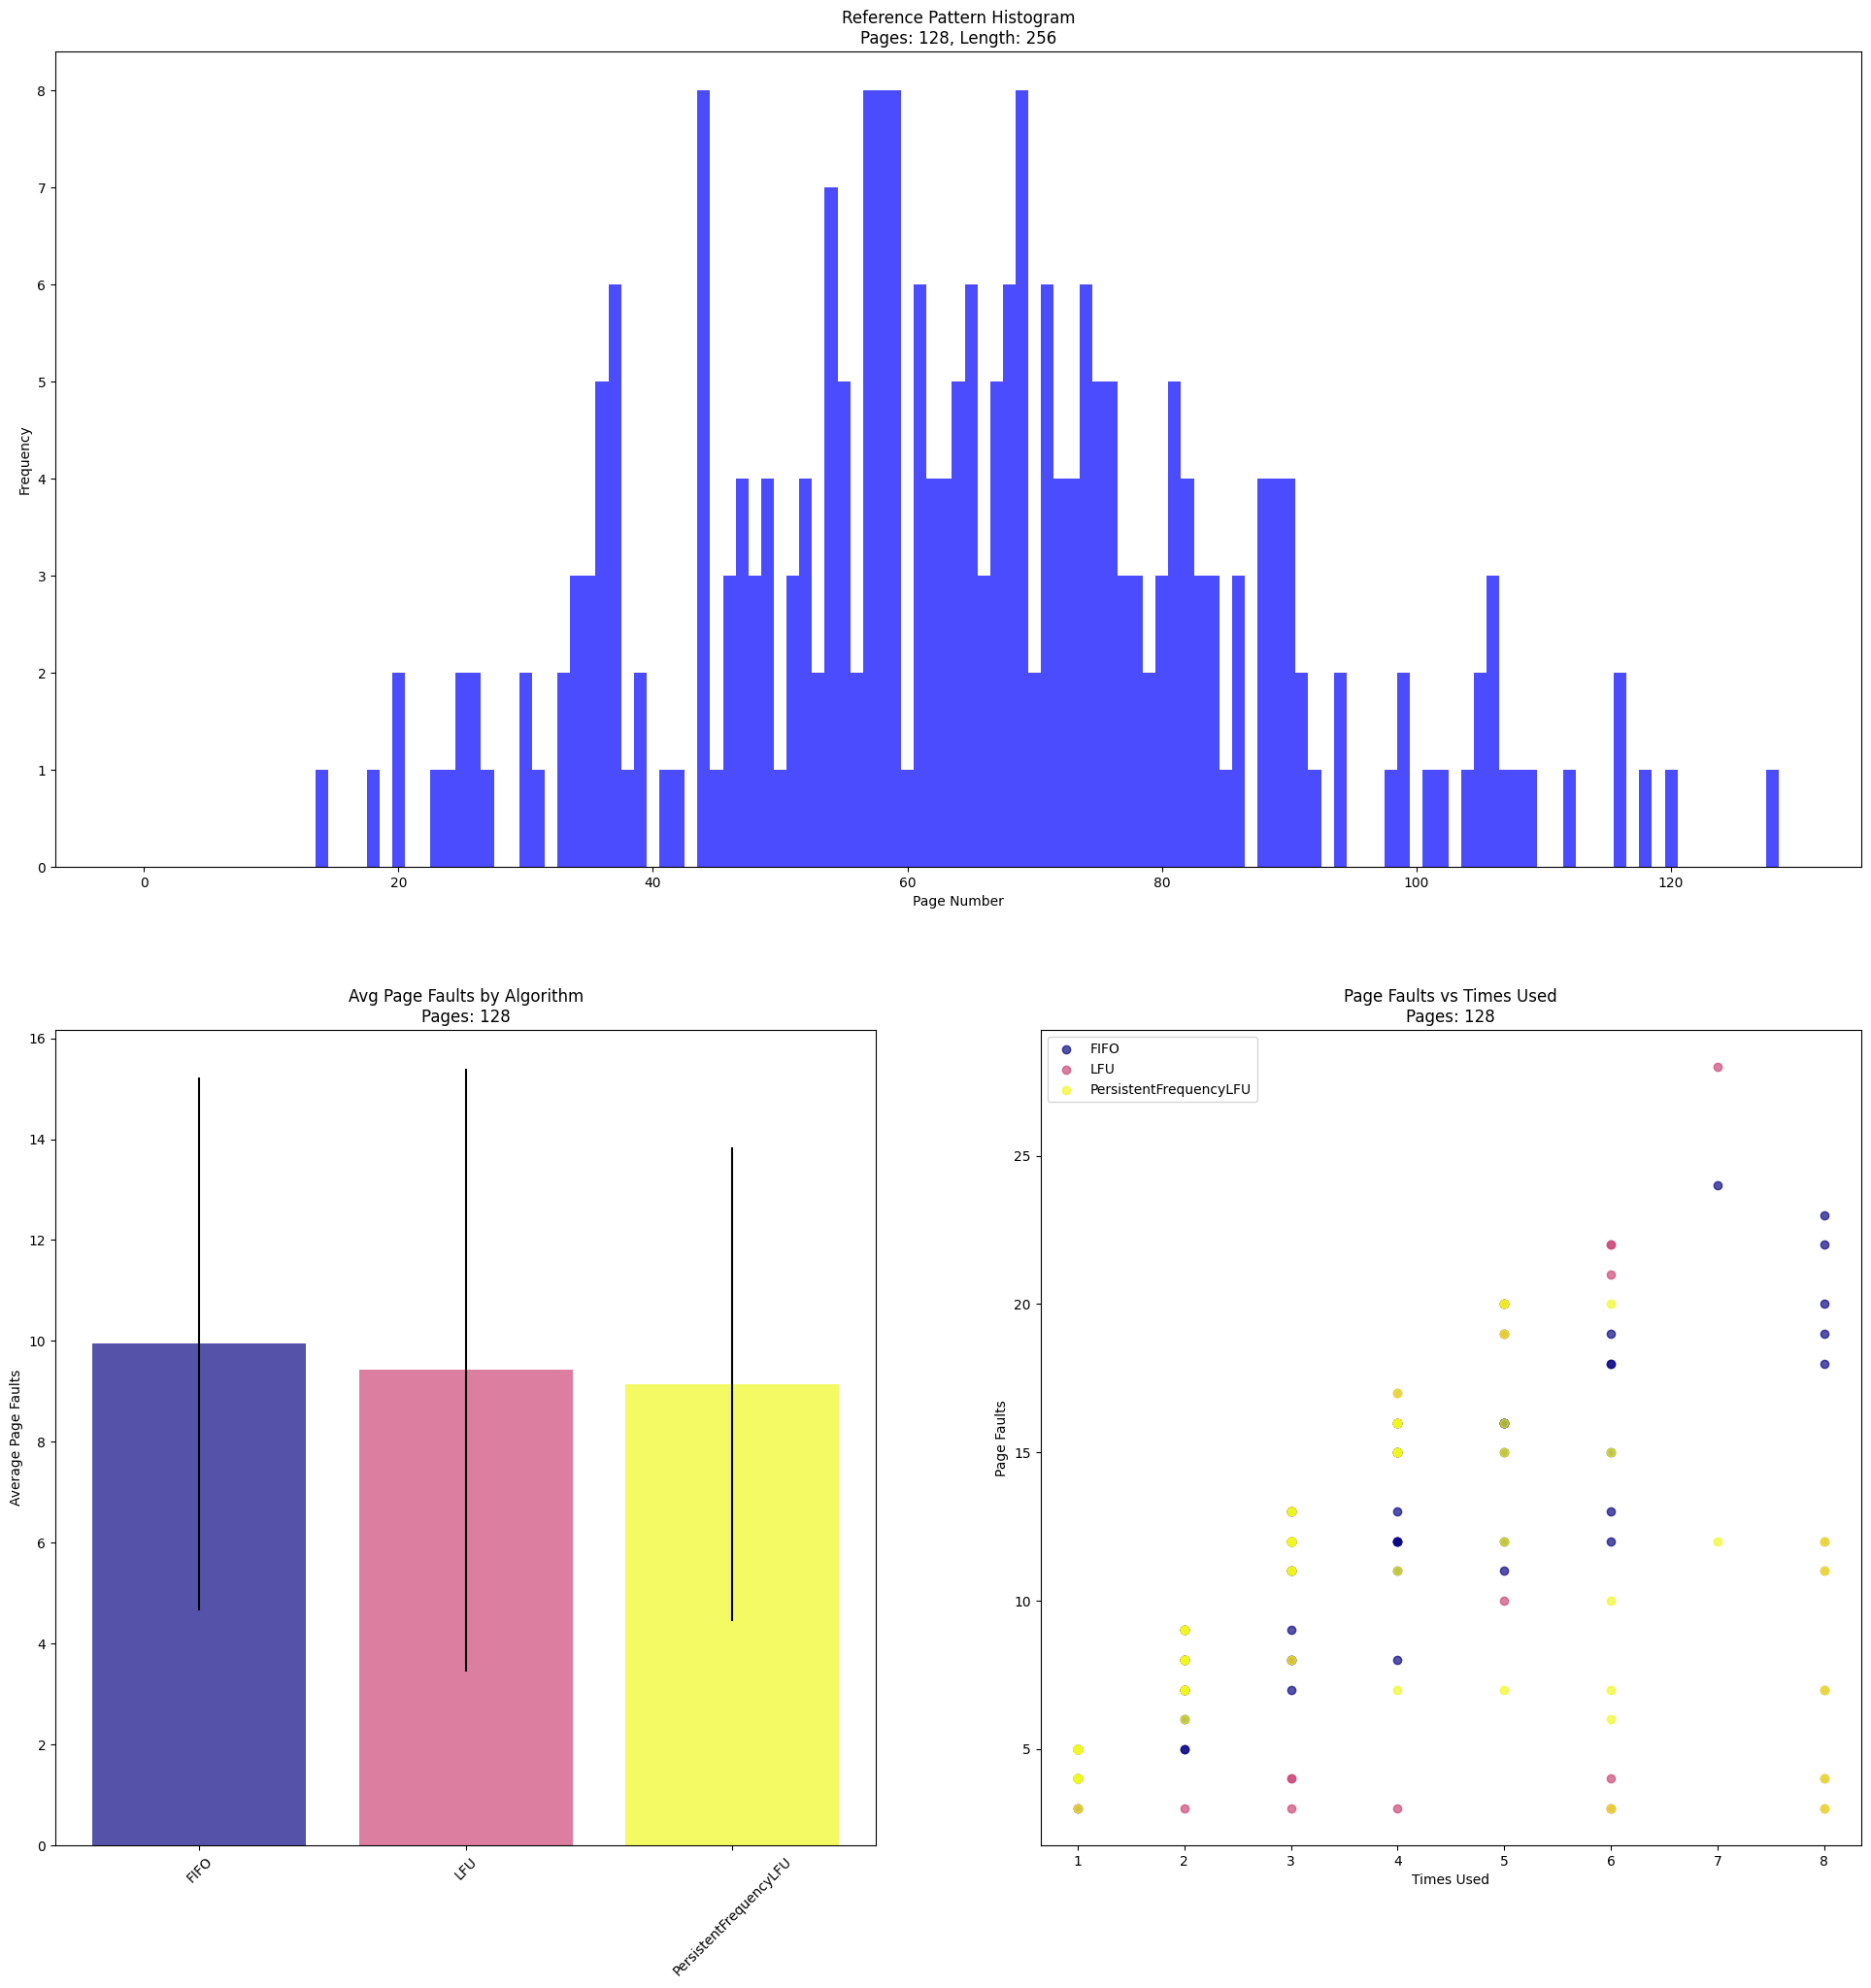 Reference Pattern Histogram
Pages: 128, Length: 256
8
7
6
5
4
3
2
1
0
Frequency
0 20 40 60 80 100 120
Page Number
Avg Page Faults by Algorithm
Pages: 128
16
14
12
10
8
6
4
2
0
Average Page Faults
FIFO
LFU
PersistentFrequencyLFU
Page Faults vs Times Used
Pages: 128
FIFO
LFU
PersistentFrequencyLFU
25
20
15
10
5
Page Faults
1 2 3 4 5 6 7 8
Times Used